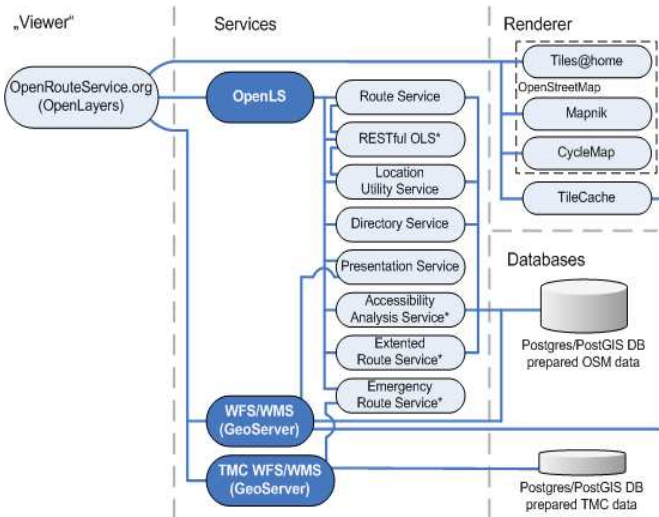 „Viewer“
Services
Renderer
OpenRouteService.org
(OpenLayers)
OpenLS
Route Service
RESTful OLS*
Location
Utility Service
Directory Service
Presentation Service
Accessibility
Analysis Service*
Extented
Route Service*
Emergency
Route Service*
WFS/WMS
(GeoServer)
TMC WFS/WMS
(GeoServer)
Tiles@home
OpenStreetMap
Mapnik
CycleMap
TileCache
Databases
Postgres/PostGIS DB
prepared OSM data
Postgres/PostGIS DB
prepared TMC data